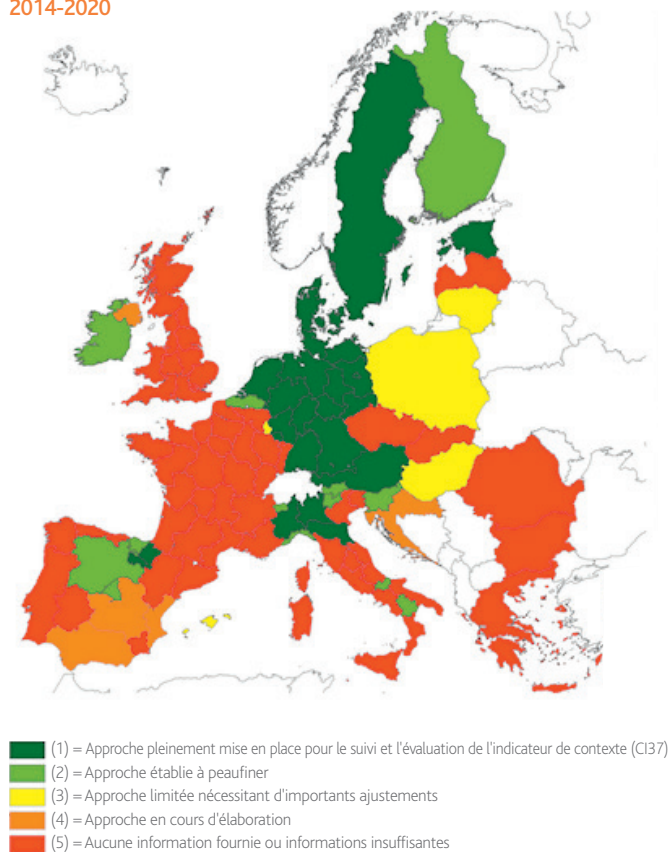 2014-2020
(1) = Approche pleinement mise en place pour le suivi et l'évaluation de l'indicateur de contexte (CI37)
(2) = Approche établie à peaufiner
(3) = Approche limitée nécessitant d'importants ajustements
(4) = Approche en cours d'élaboration
(5) = Aucune information fournie ou informations insuffisantes